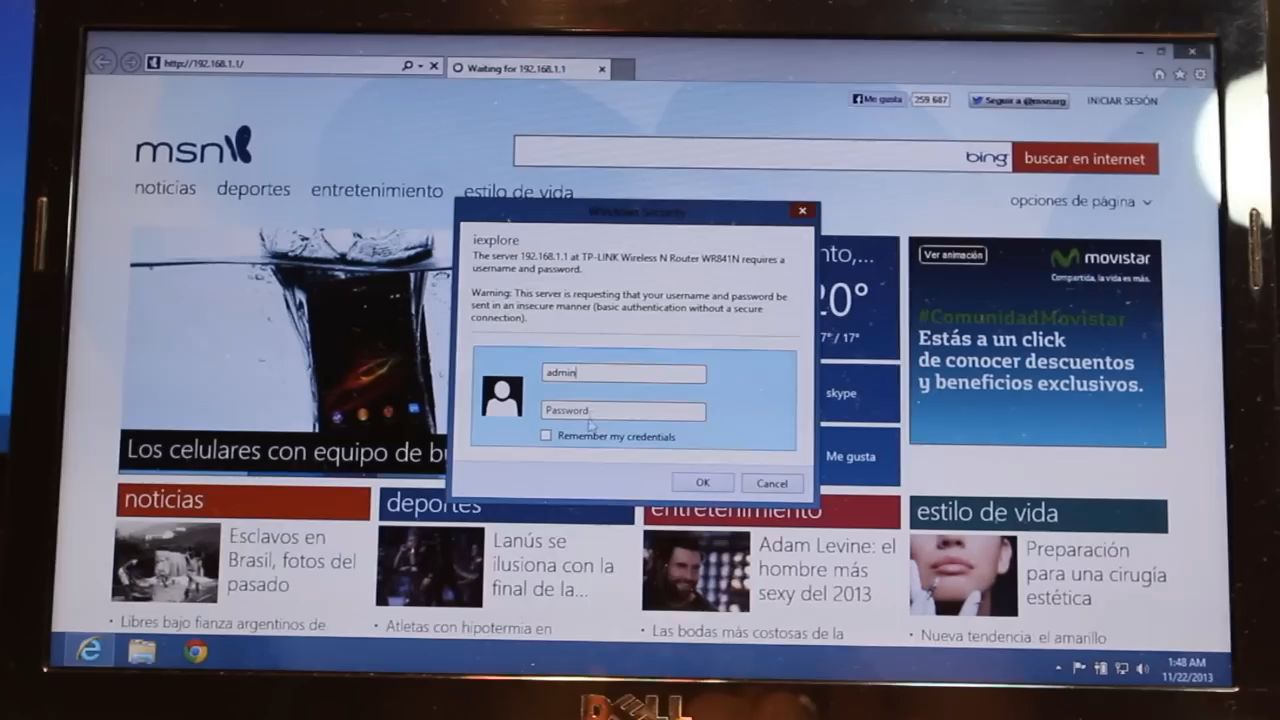 http://192.168.1.1/
Waiting for 192.168.1.1
Me gusta
259 687
Seguir a @msnarg
INICIAR SESIÓN
msn
bing
buscar en internet
noticias
deportes
entretenimiento
estilo de vida
opciones de página
Windows Security
iexplore
The server 192.168.1.1 at TP-LINK Wireless N Router WR841N requires a
username and password.
Warning: This server is requesting that your username and password be
sent in an insecure manner (basic authentication without a secure
connection).
admin
Password
Remember my credentials
OK
Cancel
nto,...
20°
7° / 17°
skype
Me gusta
Ver animación
movistar
Compartida, la vida es más.
#ComunidadMovistar
Estás a un click
de conocer descuentos
y beneficios exclusivos.
Los celulares con equipo de b
noticias
deportes
entretenimiento
estilo de vida
Esclavos en
Brasil, fotos del
pasado
Lanús se
ilusiona con la
final de la...
Adam Levine: el
hombre más
sexy del 2013
Preparación
para una cirugía
estética
· Libres bajo fianza argentinos de
· Atletas con hipotermia en
· Las bodas más costosas de la
· Nueva tendencia: el amarillo
1:48 AM
11/22/2013
DELL